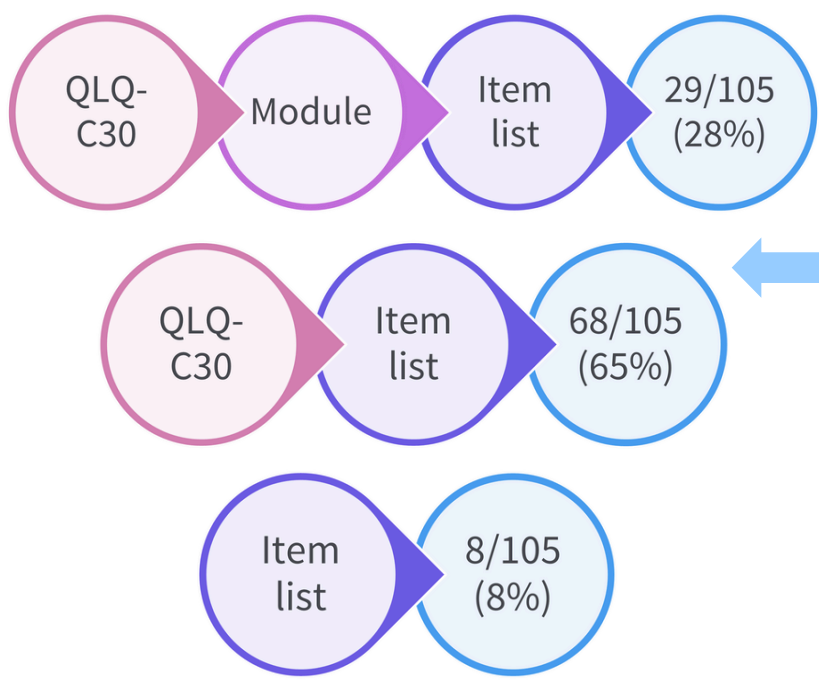 QLQ-
C30
Module
Item
list
29/105
(28%)
QLQ-
C30
Item
list
68/105
(65%)
Item
list
8/105
(8%)